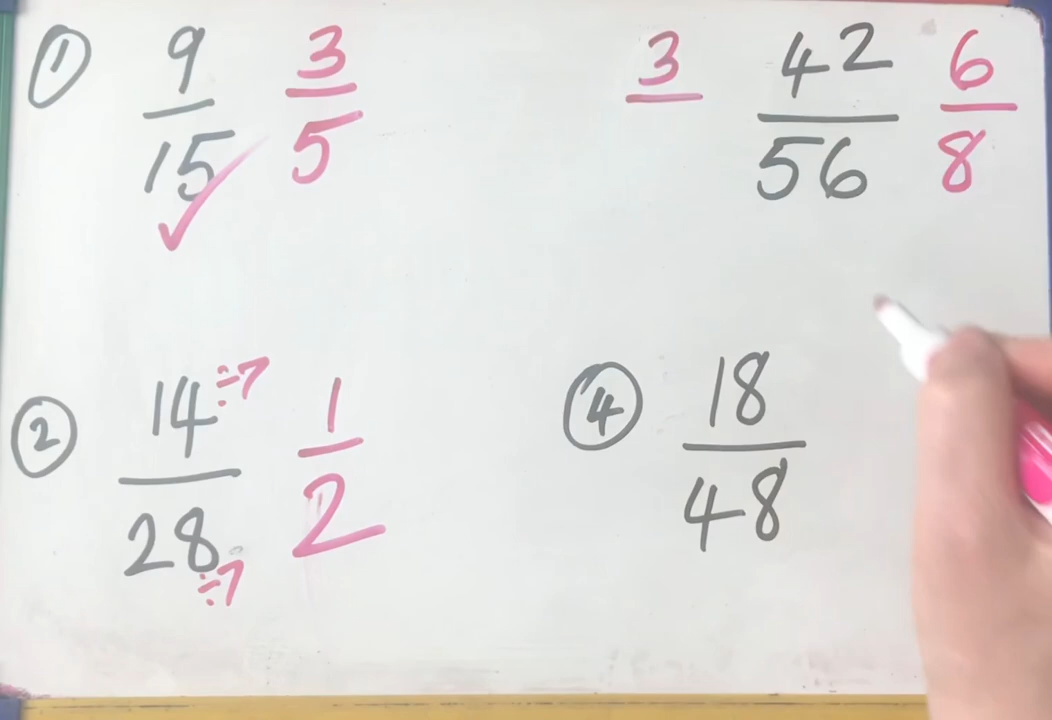 ① 9/15 3/5
3/ 42/56 6/8
② 14/28 ÷7 ÷7 1/2
④ 18/48